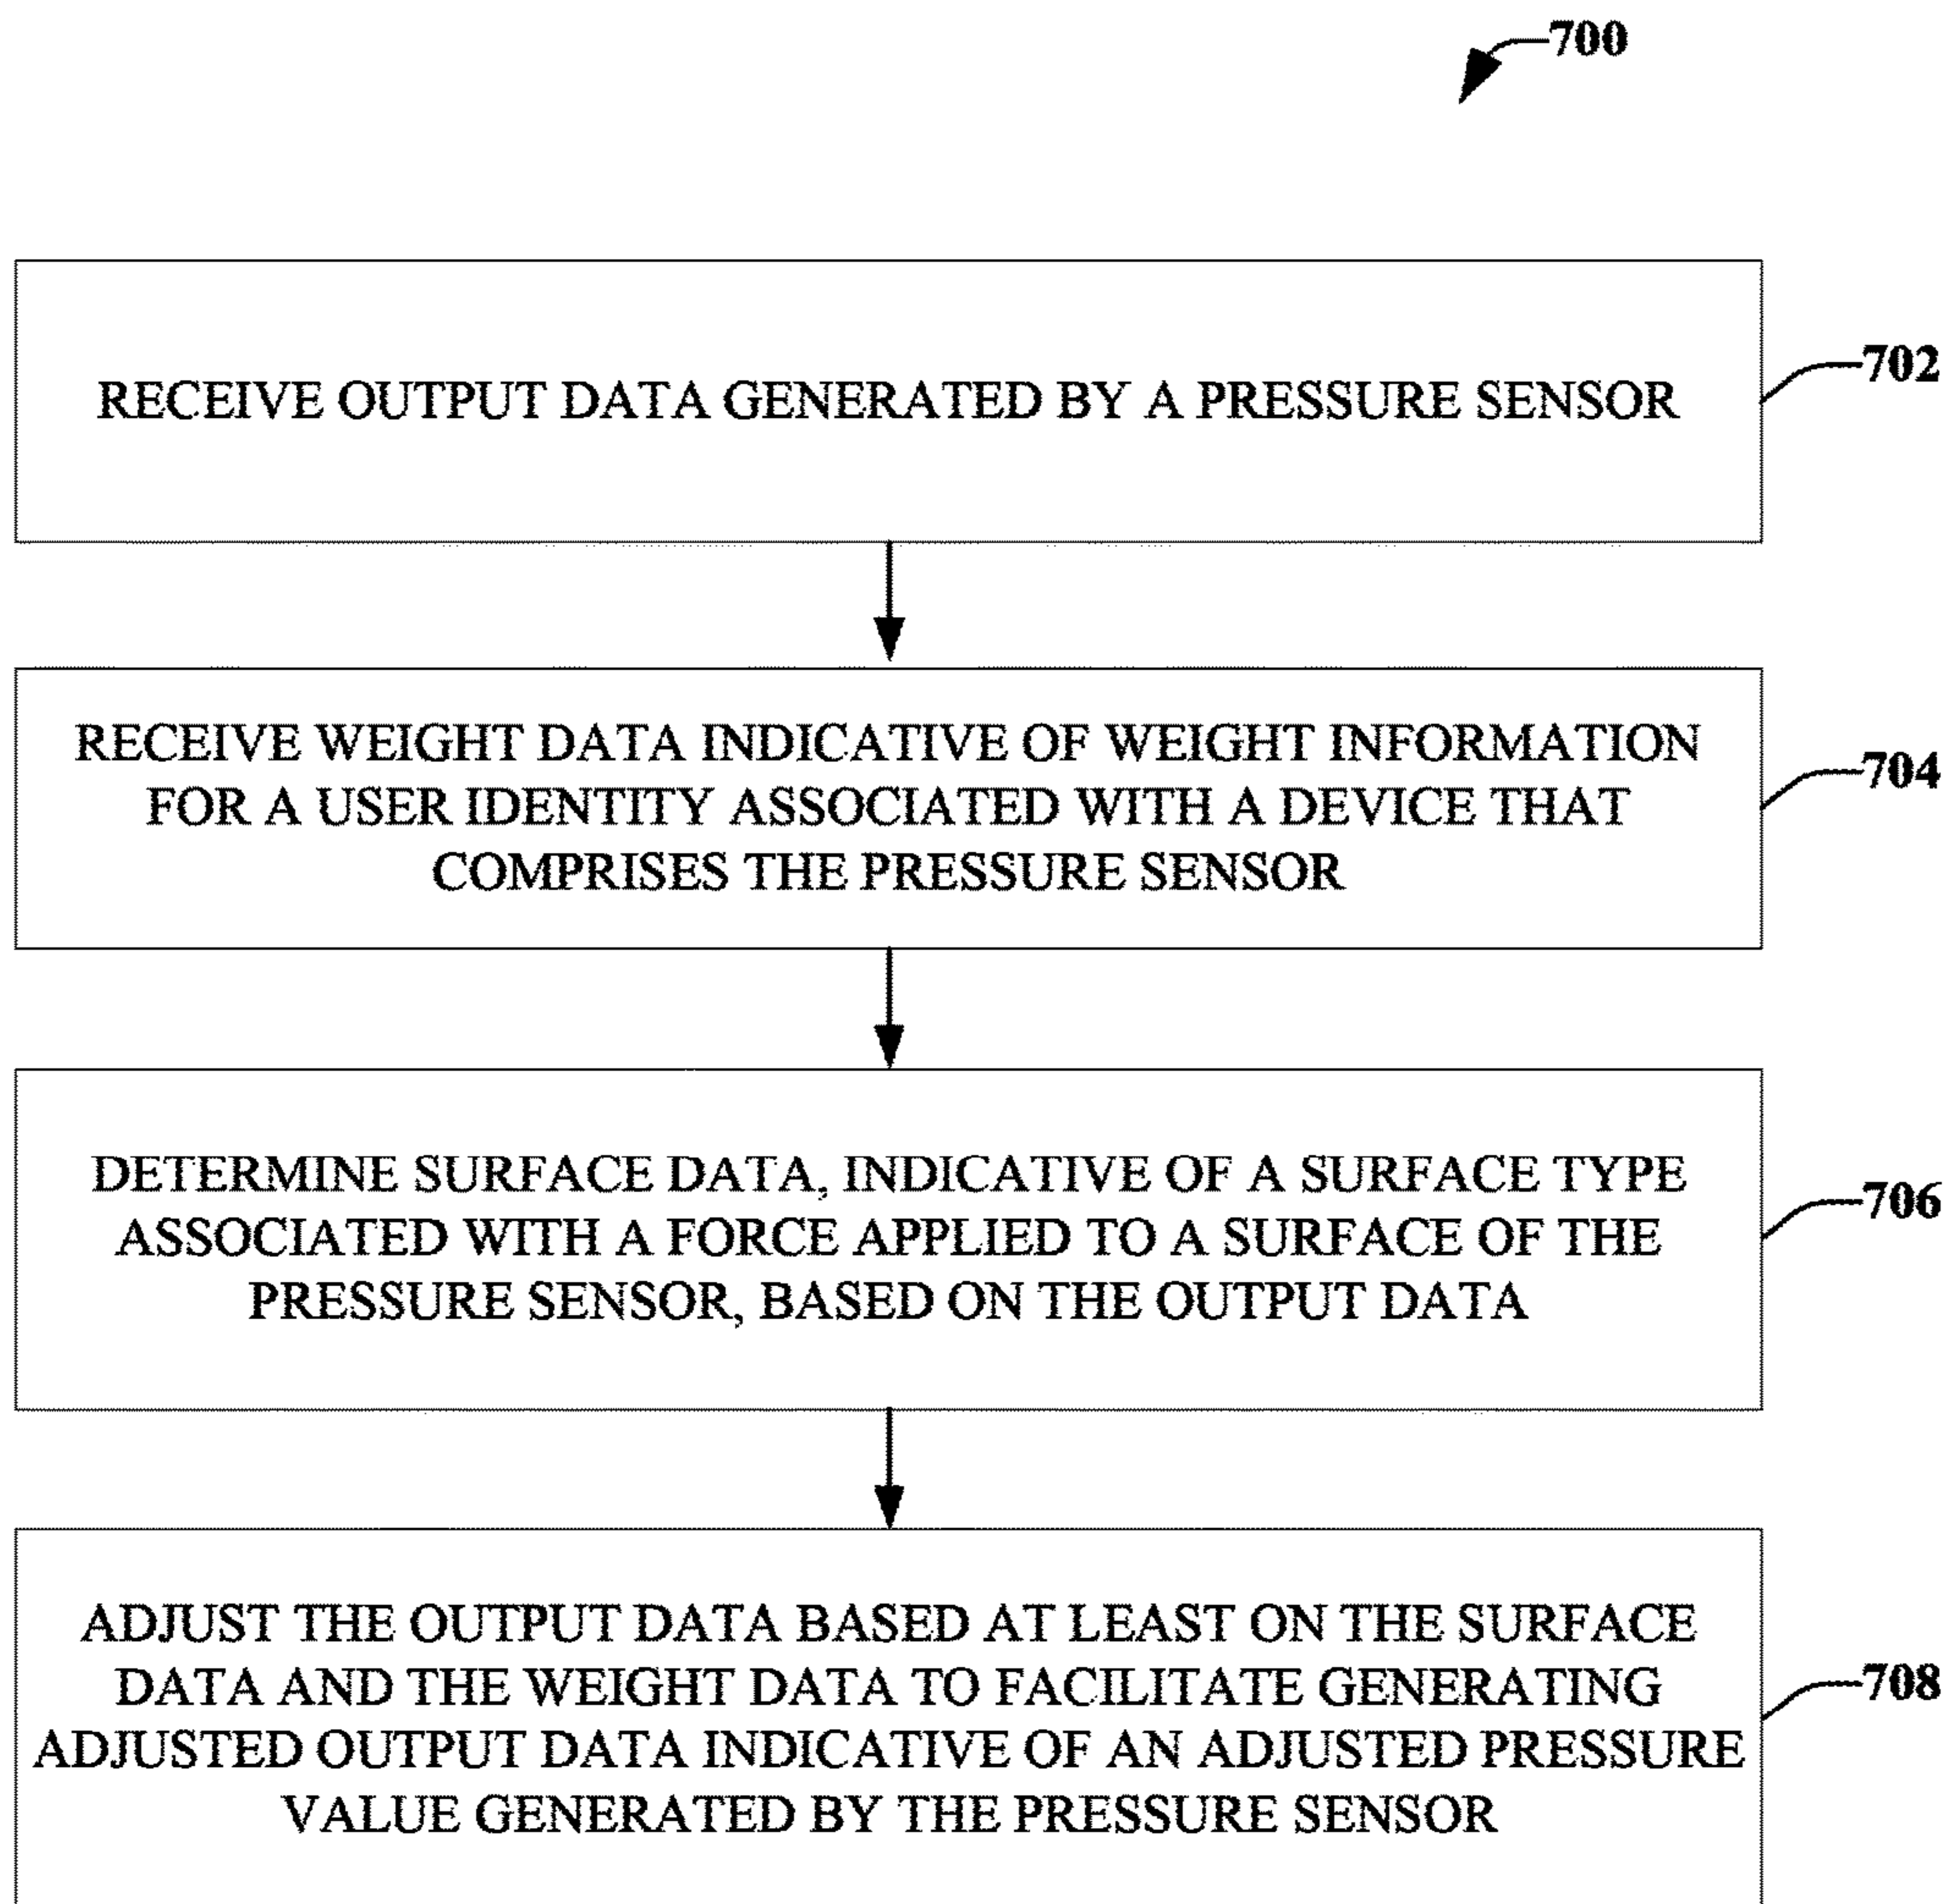 700
RECEIVE OUTPUT DATA GENERATED BY A PRESSURE SENSOR
702
RECEIVE WEIGHT DATA INDICATIVE OF WEIGHT INFORMATION
FOR A USER IDENTITY ASSOCIATED WITH A DEVICE THAT
COMPRISES THE PRESSURE SENSOR
704
DETERMINE SURFACE DATA, INDICATIVE OF A SURFACE TYPE
ASSOCIATED WITH A FORCE APPLIED TO A SURFACE OF THE
PRESSURE SENSOR, BASED ON THE OUTPUT DATA
706
ADJUST THE OUTPUT DATA BASED AT LEAST ON THE SURFACE
DATA AND THE WEIGHT DATA TO FACILITATE GENERATING
ADJUSTED OUTPUT DATA INDICATIVE OF AN ADJUSTED PRESSURE
VALUE GENERATED BY THE PRESSURE SENSOR
708